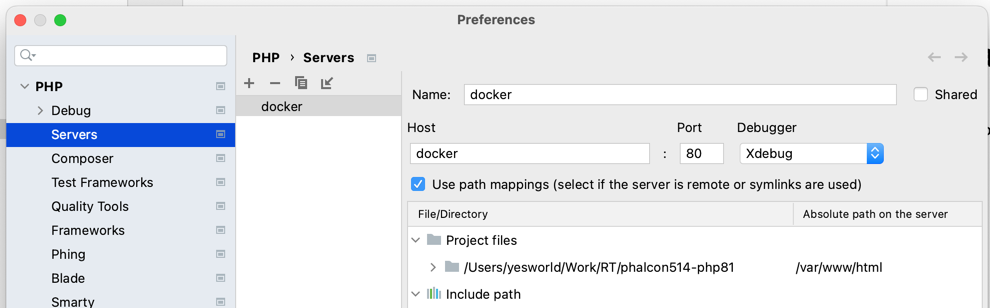 Preferences
PHP › Servers
PHP
Debug
Servers
Composer
Test Frameworks
Quality Tools
Frameworks
Phing
Blade
Smarty
docker
Name: docker Shared
Host Port Debugger
docker : 80 Xdebug
Use path mappings (select if the server is remote or symlinks are used)
File/Directory Absolute path on the server
Project files
/Users/yesworld/Work/RT/phalcon514-php81 /var/www/html
Include path